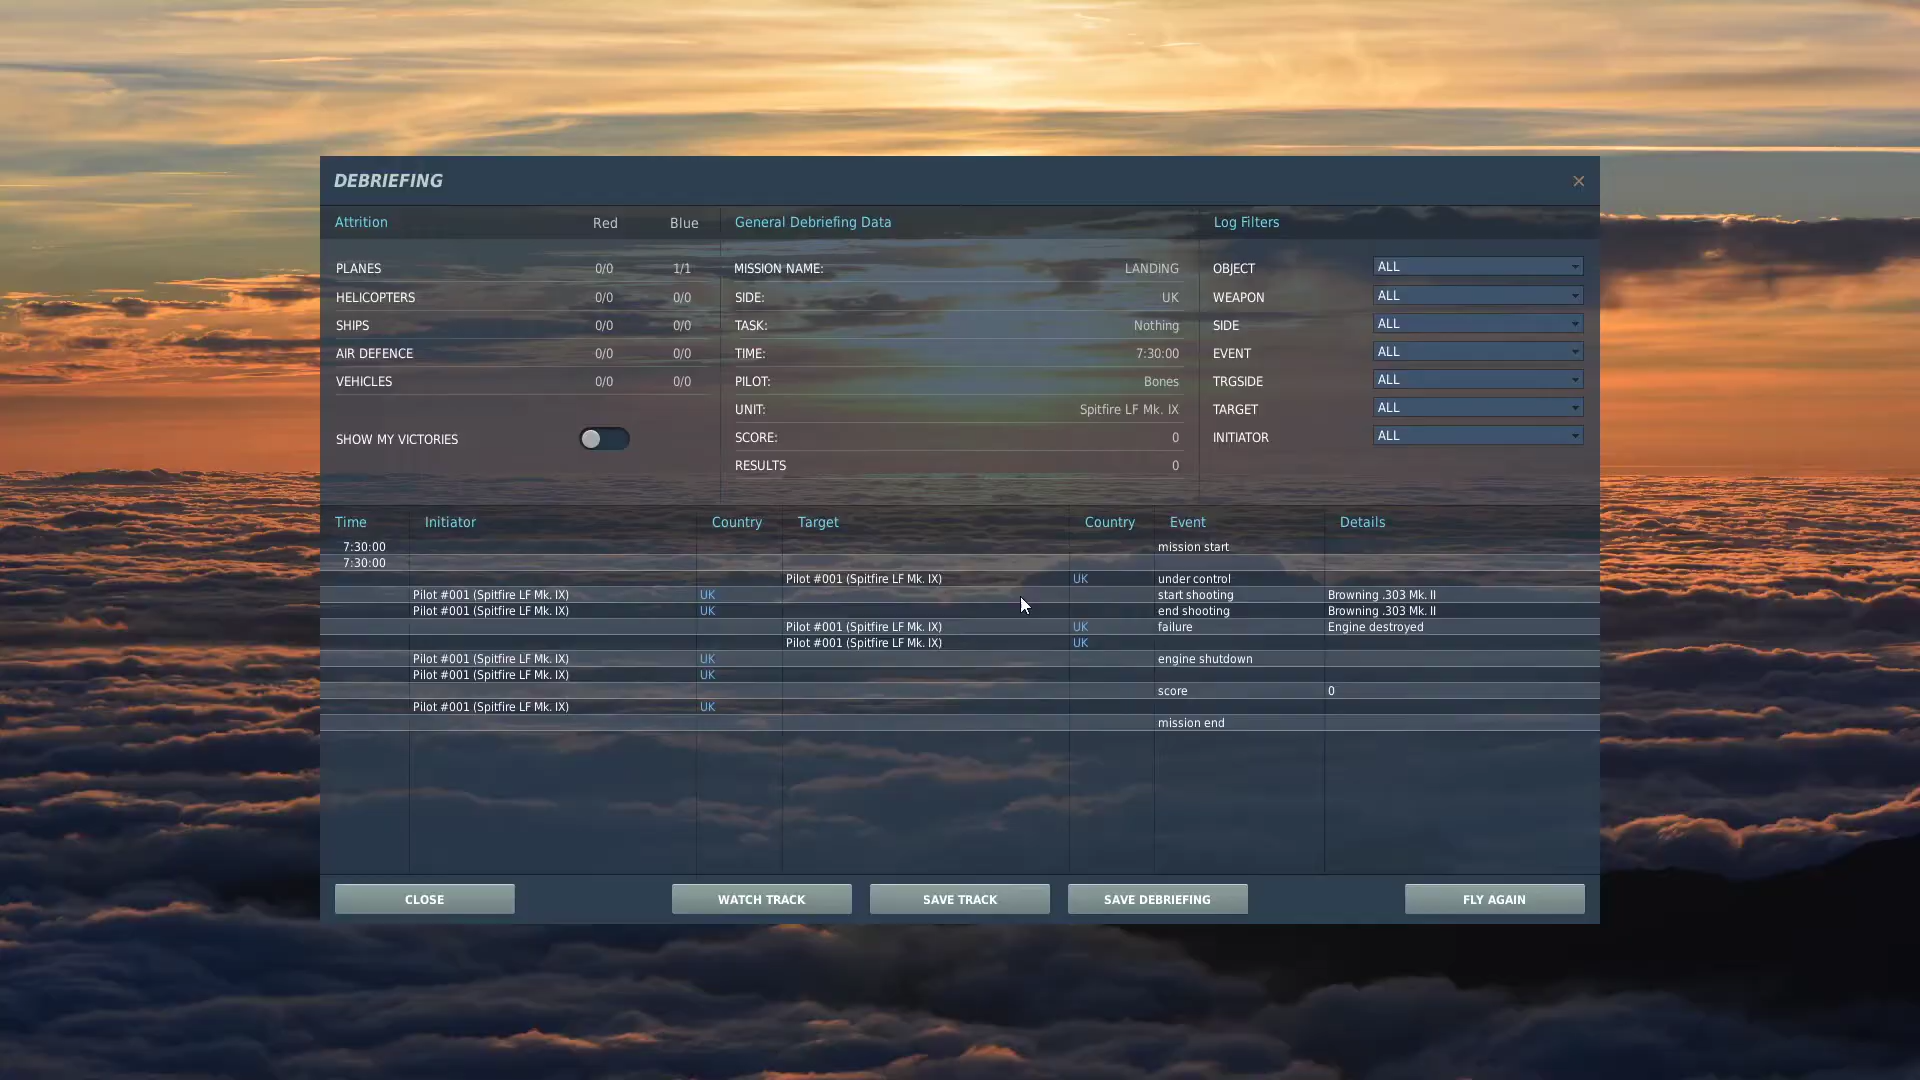 DEBRIEFING
Attrition Red Blue General Debriefing Data Log Filters
PLANES 0/0 1/1 MISSION NAME: LANDING OBJECT ALL
HELICOPTERS 0/0 0/0 SIDE: UK WEAPON ALL
SHIPS 0/0 0/0 TASK: Nothing SIDE ALL
AIR DEFENCE 0/0 0/0 TIME: 7:30:00 EVENT ALL
VEHICLES 0/0 0/0 PILOT: Bones TRGSIDE ALL
UNIT: Spitfire LF Mk. IX TARGET ALL
SHOW MY VICTORIES SCORE: 0 INITIATOR ALL
RESULTS 0
Time Initiator Country Target Country Event Details
7:30:00 mission start
7:30:00
Pilot #001 (Spitfire LF Mk. IX) UK under control
Pilot #001 (Spitfire LF Mk. IX) UK start shooting Browning .303 Mk. II
Pilot #001 (Spitfire LF Mk. IX) UK end shooting Browning .303 Mk. II
Pilot #001 (Spitfire LF Mk. IX) UK failure Engine destroyed
Pilot #001 (Spitfire LF Mk. IX) UK
Pilot #001 (Spitfire LF Mk. IX) UK engine shutdown
Pilot #001 (Spitfire LF Mk. IX) UK
score 0
Pilot #001 (Spitfire LF Mk. IX) UK
mission end
CLOSE WATCH TRACK SAVE TRACK SAVE DEBRIEFING FLY AGAIN